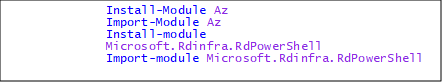 Install-Module Az
Import-Module Az
Install-module
Microsoft.Rdinfra.RdPowerShell
Import-module Microsoft.Rdinfra.RdPowerShell